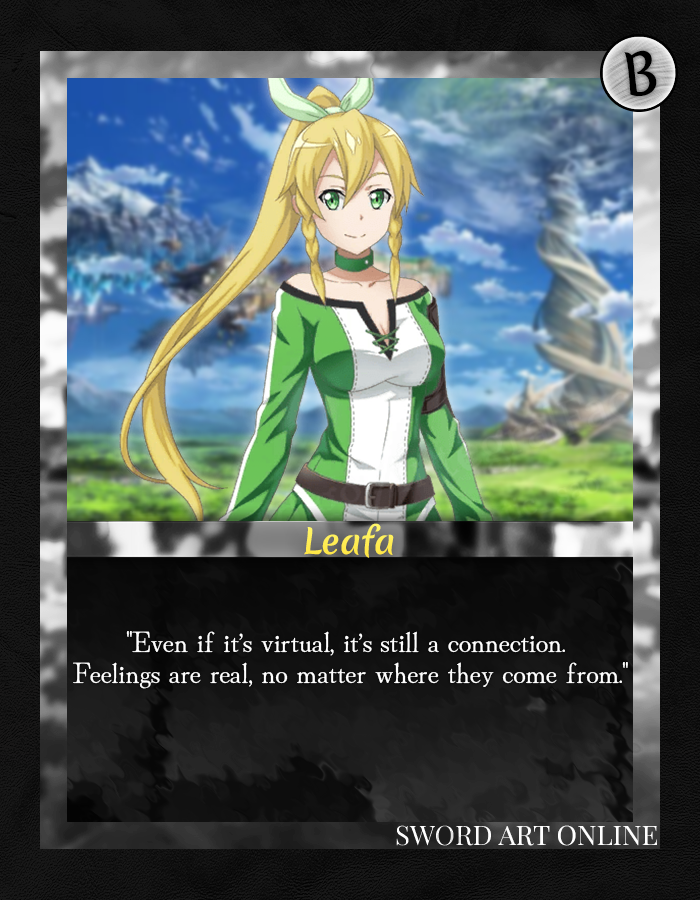 B
Leafa
"Even if it's virtual, it's still a connection.
Feelings are real, no matter where they come from."
SWORD ART ONLINE